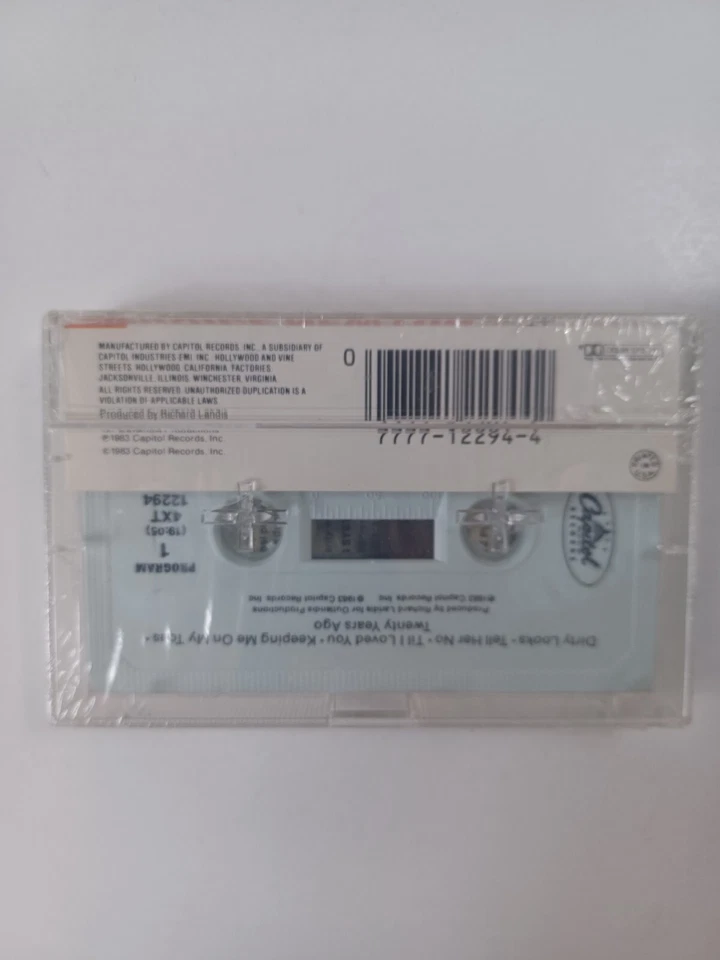 MANUFACTURED BY CAPITOL RECORDS, INC., A SUBSIDIARY OF
CAPITOL INDUSTRIES-EMI, INC. HOLLYWOOD AND VINE
STREETS, HOLLYWOOD, CALIFORNIA. FACTORIES:
JACKSONVILLE, ILLINOIS, WINCHESTER, VIRGINIA.
ALL RIGHTS RESERVED. UNAUTHORIZED DUPLICATION IS A
VIOLATION OF APPLICABLE LAWS.
Produced by Richard Landis
℗1983 Capitol Records, Inc.
©1983 Capitol Records, Inc.
0
7777-12294-4
Dirty Looks • Tell Her No • Til I Loved You • Keeping Me On My Toes •
Twenty Years Ago
Produced by Richard Landis for Outlandis Productions
℗1983 Capitol Records Inc ©1983 Capitol Records, Inc
PROGRAM
1
(19:05)
4XT
12294
Capitol
RECORDS